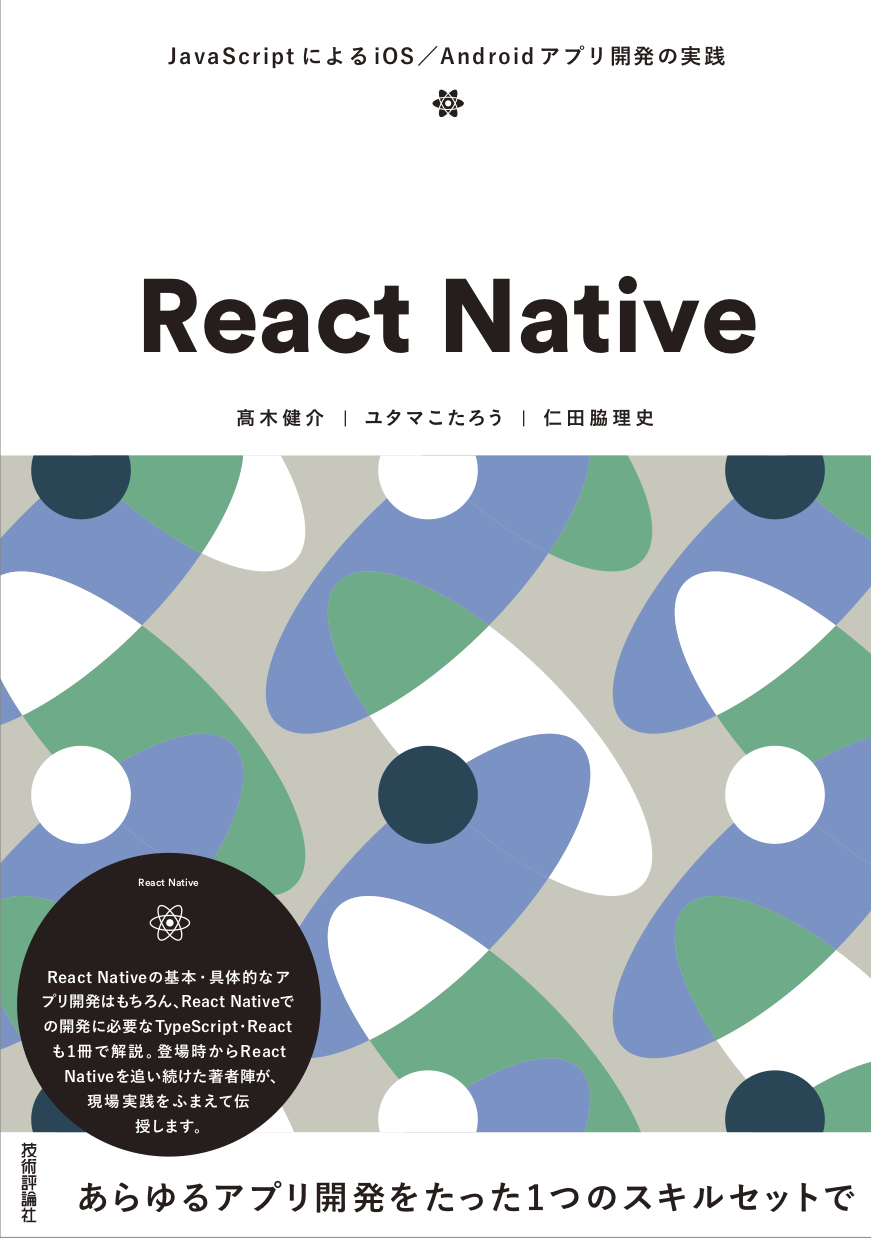 JavaScriptによるiOS／Androidアプリ開発の実践
React Native
髙木健介 | ユタマこたろう | 仁田脇理史
React Native
React Nativeの基本・具体的なア
プリ開発はもちろん、React Nativeで
の開発に必要なTypeScript・React
も1冊で解説。登場時からReact
Nativeを追い続けた著者陣が、
現場実践をふまえて伝
授します。
技術評論社
あらゆるアプリ開発をたった1つのスキルセットで